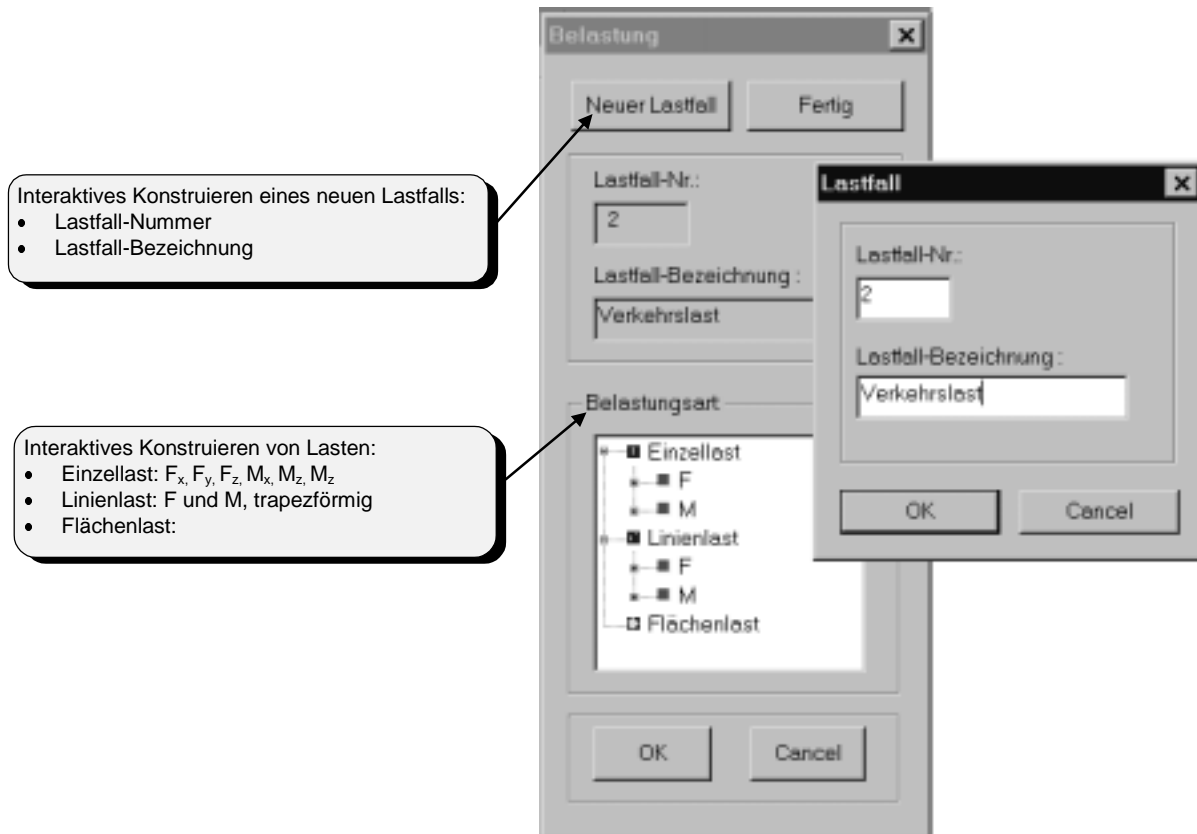 Belastung
Neuer Lastfall
Fertig
Interaktives Konstruieren eines neuen Lastfalls:
• Lastfall-Nummer
• Lastfall-Bezeichnung
Lastfall-Nr.:
2
Lastfall-Bezeichnung :
Verkehrslast
Lastfall
Lastfall-Nr.:
2
Lastfall-Bezeichnung :
Verkehrslast
OK
Cancel
Interaktives Konstruieren von Lasten:
• Einzellast: Fx, Fy, Fz, Mx, Mz, Mz
• Linienlast: F und M, trapezförmig
• Flächenlast:
Belastungsart
Einzellast
F
M
Linienlast
F
M
Flächenlast
OK
Cancel